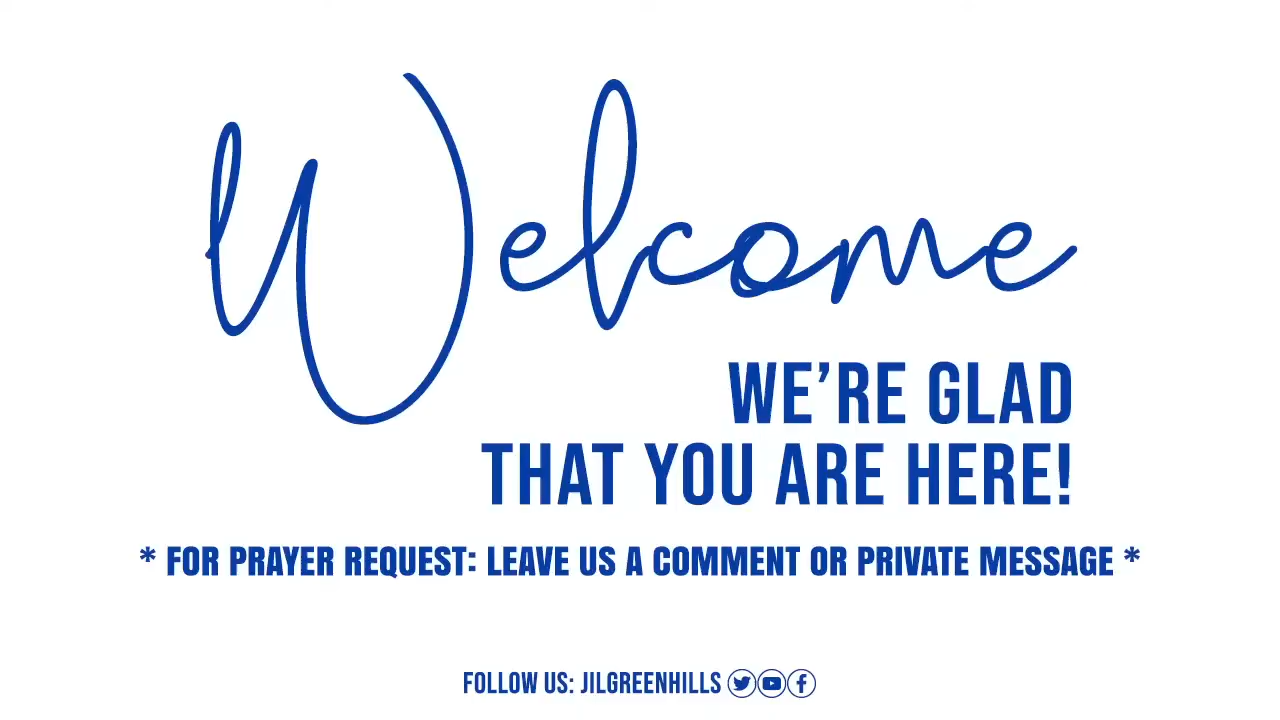 Welcome
WE'RE GLAD
THAT YOU ARE HERE!
* FOR PRAYER REQUEST: LEAVE US A COMMENT OR PRIVATE MESSAGE *
FOLLOW US: JILGREENHILLS